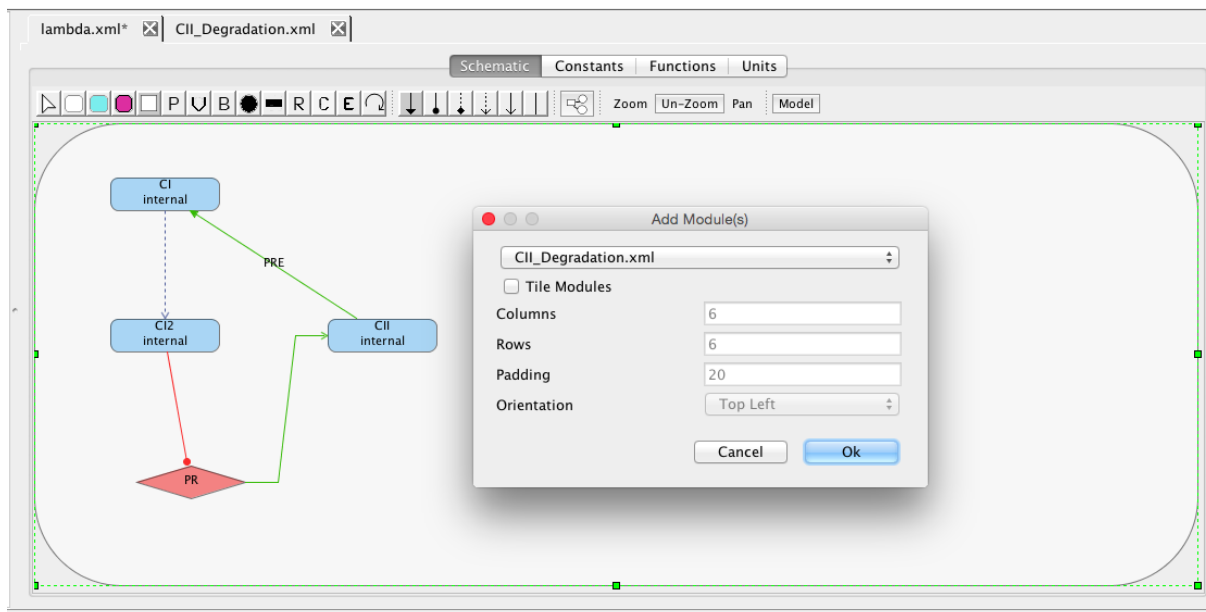 lambda.xml* CII_Degradation.xml
Schematic Constants Functions Units
P V B R C E Zoom Un-Zoom Pan Model
CI
internal
PRE
CI2
internal
CII
internal
PR
Add Module(s)
CII_Degradation.xml
Tile Modules
Columns 6
Rows 6
Padding 20
Orientation Top Left
Cancel Ok